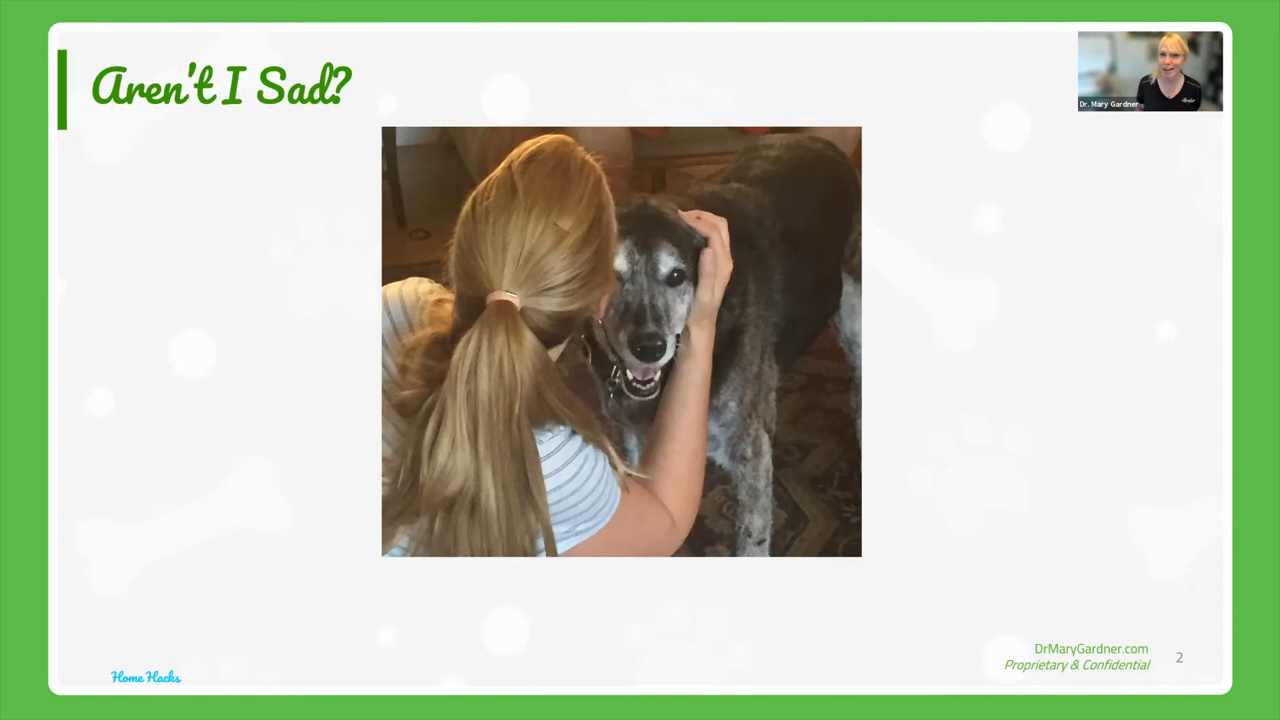 Aren't I Sad?
Dr. Mary Gardner
DrMaryGardner.com
Proprietary & Confidential
2
Home Hacks